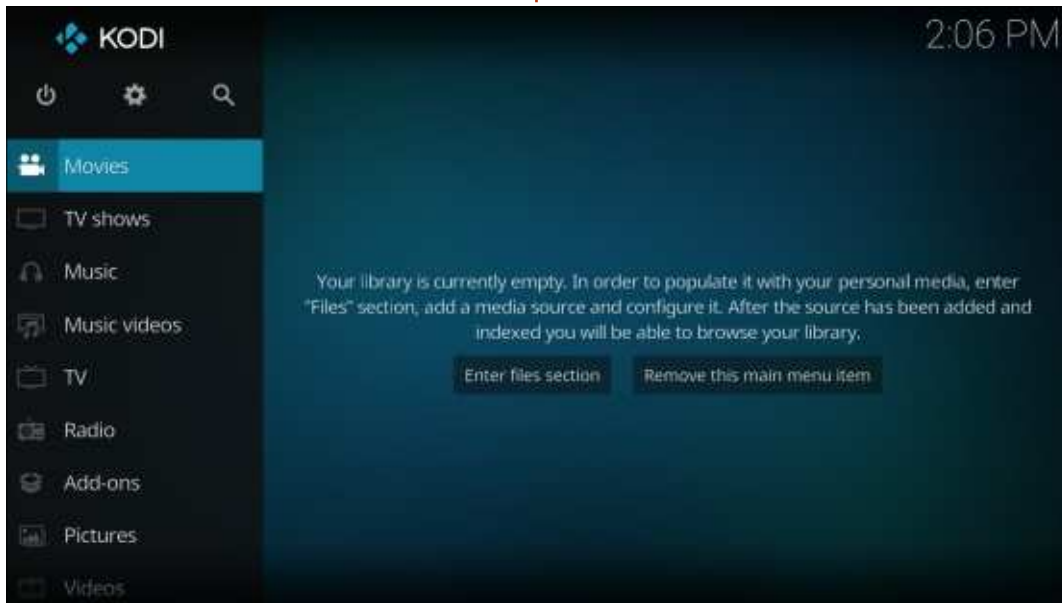 KODI
2:06 PM
Movies
TV shows
Music
Music videos
TV
Radio
Add-ons
Pictures
Videos
Your library is currently empty. In order to populate it with your personal media, enter
"Files" section, add a media source and configure it. After the source has been added and
indexed you will be able to browse your library.
Enter files section
Remove this main menu item